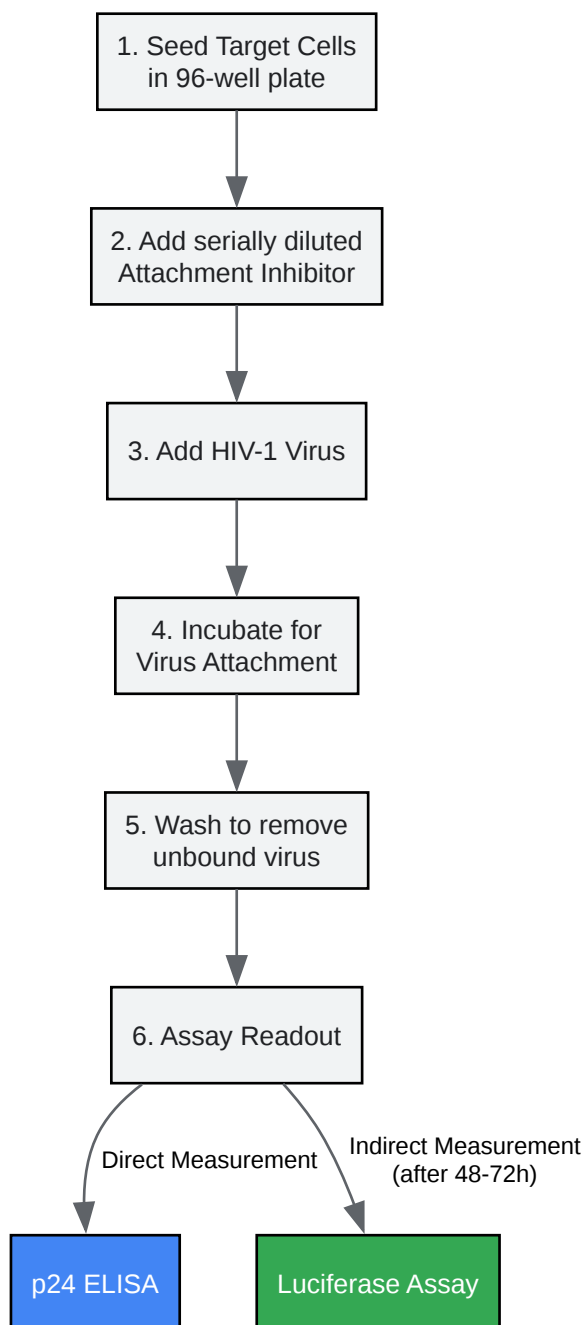 1. Seed Target Cells
in 96-well plate
2. Add serially diluted
Attachment Inhibitor
3. Add HIV-1 Virus
4. Incubate for
Virus Attachment
5. Wash to remove
unbound virus
6. Assay Readout
Direct Measurement
Indirect Measurement
(after 48-72h)
p24 ELISA
Luciferase Assay